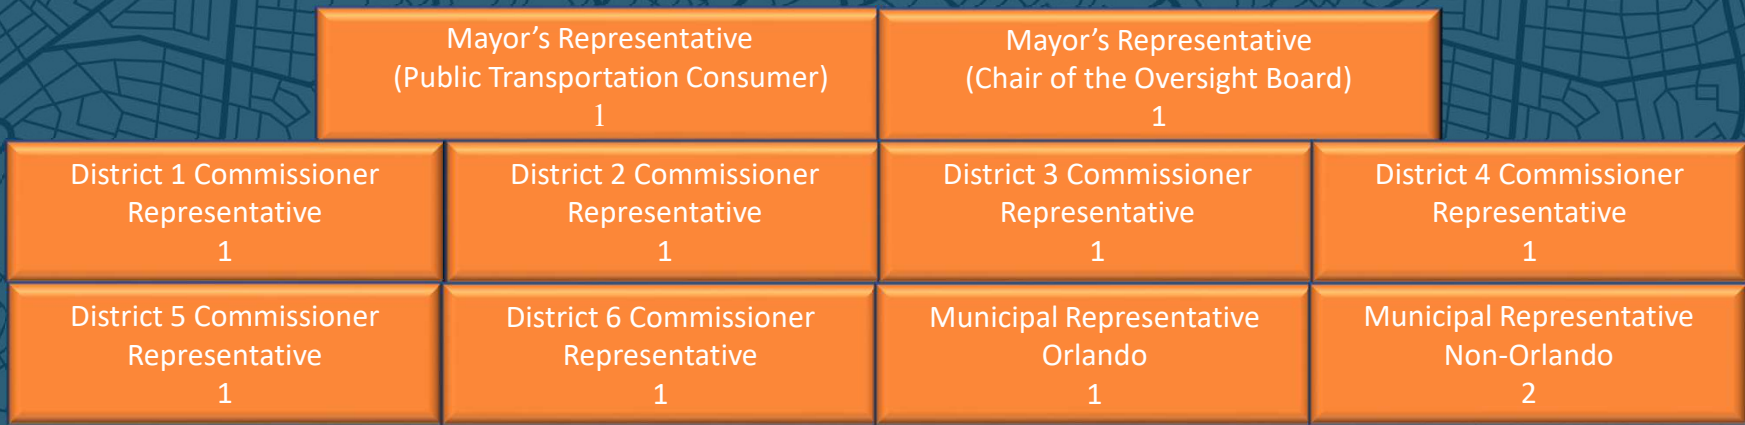 Mayor’s Representative
(Public Transportation Consumer)
1
Mayor’s Representative
(Chair of the Oversight Board)
1
District 1 Commissioner
Representative
1
District 2 Commissioner
Representative
1
District 3 Commissioner
Representative
1
District 4 Commissioner
Representative
1
District 5 Commissioner
Representative
1
District 6 Commissioner
Representative
1
Municipal Representative
Orlando
1
Municipal Representative
Non-Orlando
2